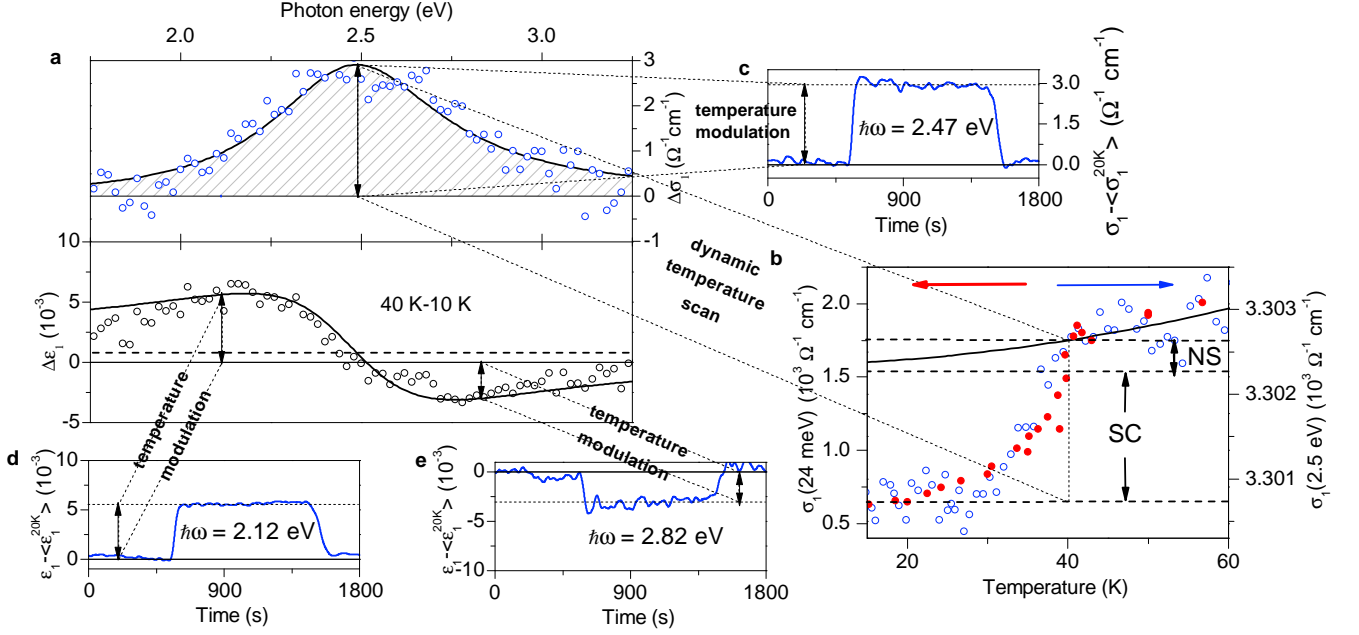 Photon energy (eV)
2.0 2.5 3.0
a
3
2
1
0
-1
Δσ₁ (Ω⁻¹cm⁻¹)
10
5
0
-5
Δε₁ (10⁻³)
40 K-10 K
temperature
modulation
temperature
modulation
dynamic
temperature
scan
c
temperature
modulation
ħω = 2.47 eV
3.0
1.5
0.0
σ₁-<σ₁²⁰ᴷ> (Ω⁻¹ cm⁻¹)
0 900 1800
Time (s)
b
2.0
1.5
1.0
0.5
σ₁(24 meV) (10³ Ω⁻¹ cm⁻¹)
NS
SC
3.303
3.302
3.301
σ₁(2.5 eV) (10³ Ω⁻¹ cm⁻¹)
20 30 40 50 60
Temperature (K)
d
10
5
0
ε₁-<ε₁²⁰ᴷ> (10⁻³)
ħω = 2.12 eV
0 900 1800
Time (s)
e
0
-5
-10
ε₁-<ε₁²⁰ᴷ> (10⁻³)
ħω = 2.82 eV
0 900 1800
Time (s)